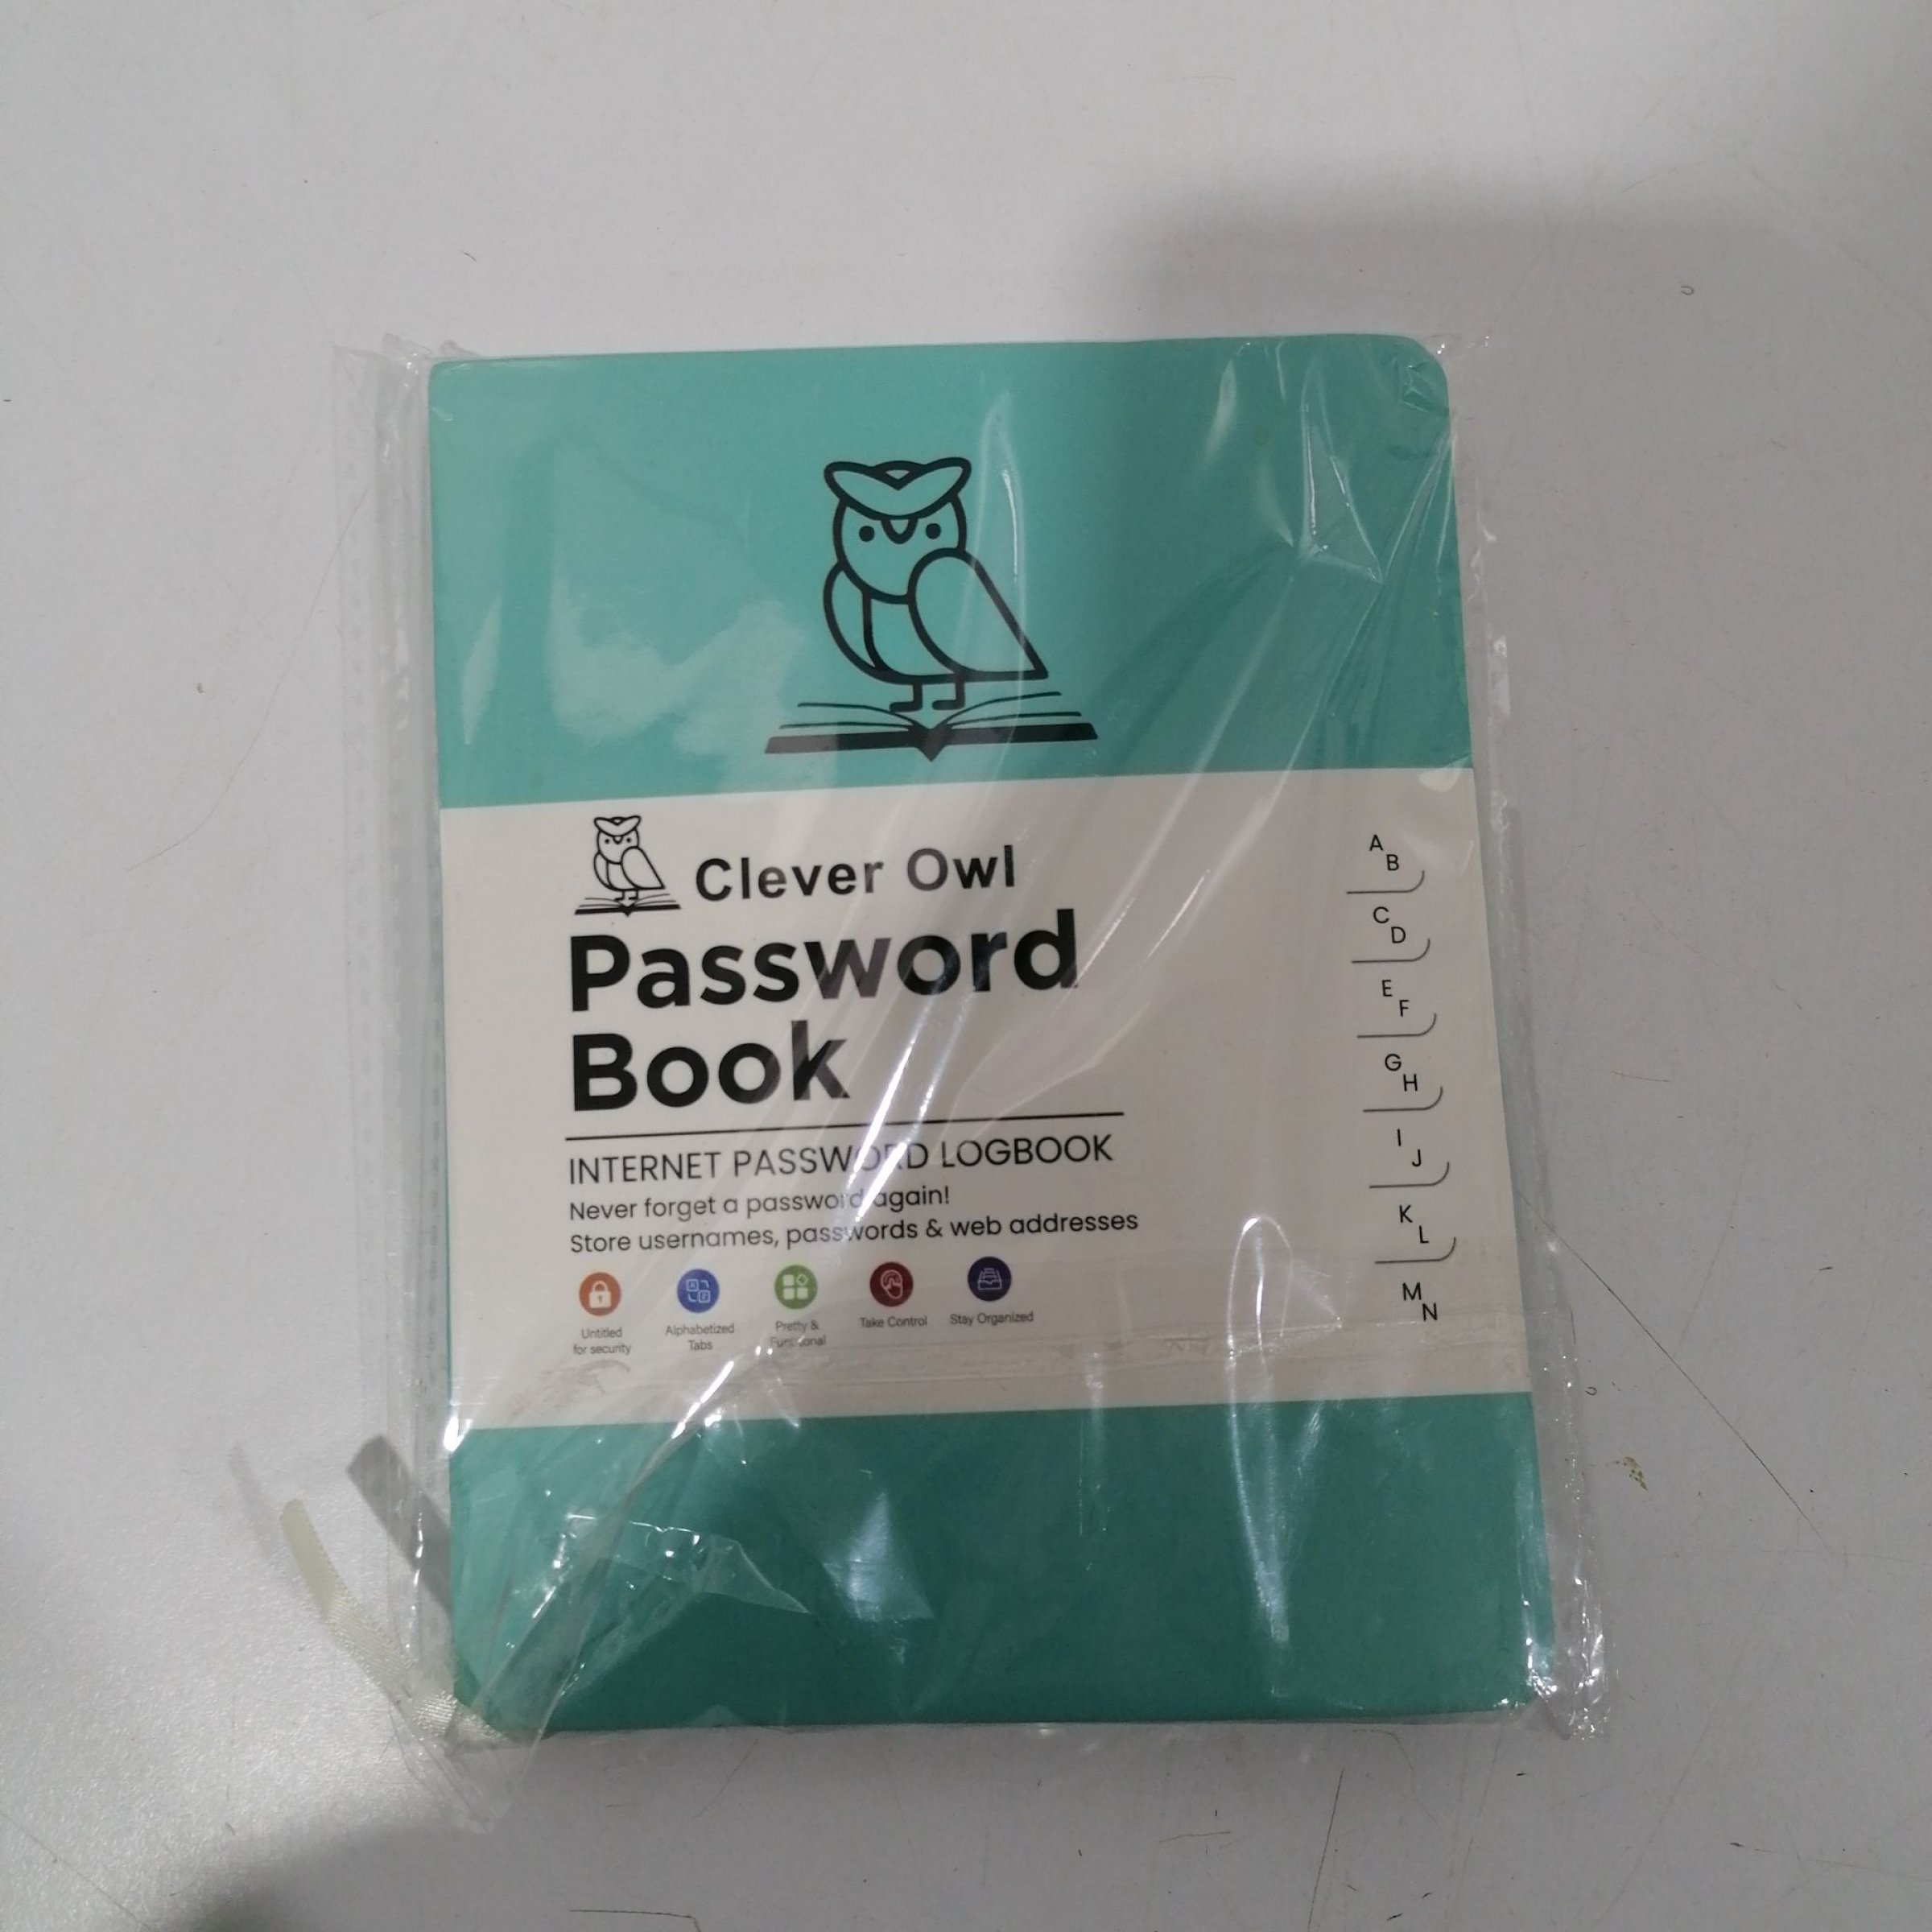 Clever Owl
Password
Book
INTERNET PASSWORD LOGBOOK
Never forget a password again!
Store usernames, passwords & web addresses
Untitled
for security
Alphabetized
Tabs
Pretty &
Functional
Take Control
Stay Organized
A
B
C
D
E
F
G
H
I
J
K
L
M
N